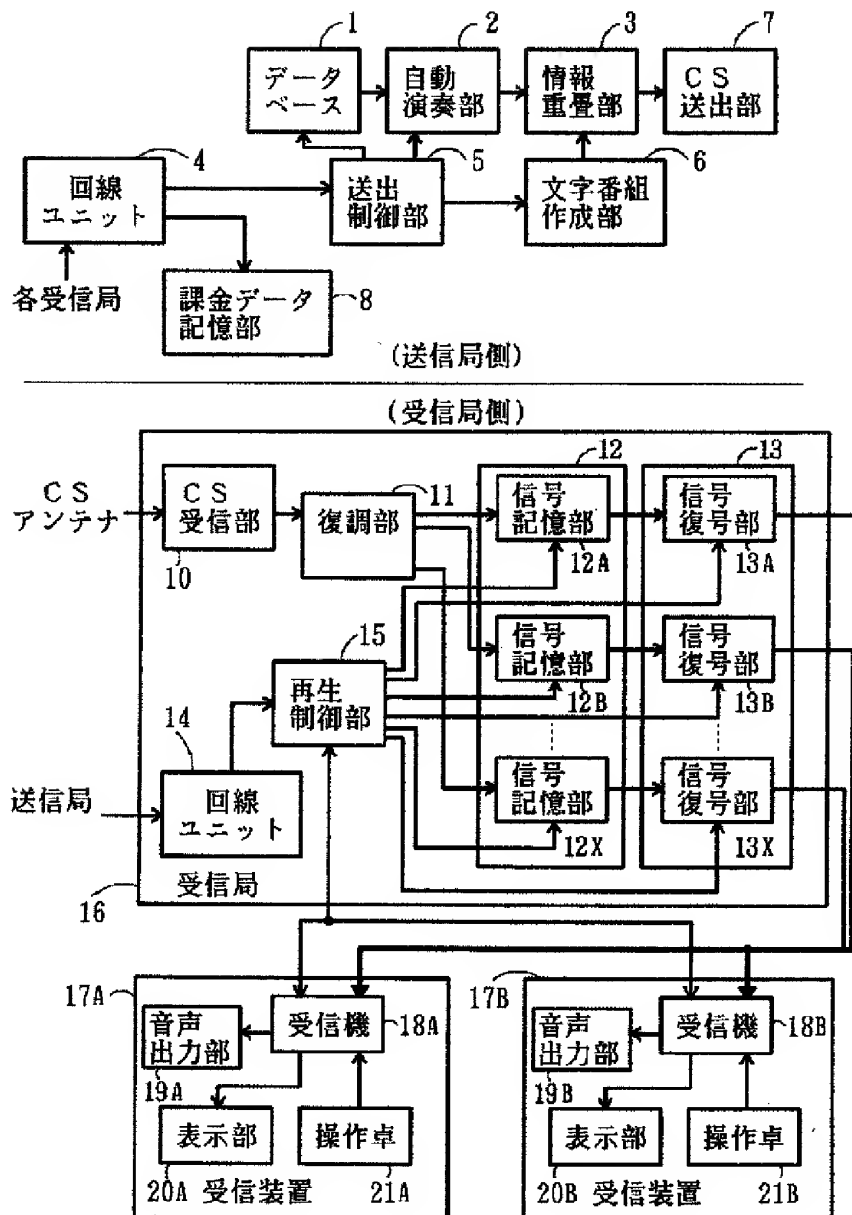 1
2
3
7
データ
ベース
自動
演奏部
情報
重畳部
CS
送出部
4
5
6
回線
ユニット
送出
制御部
文字番組
作成部
各受信局
課金データ
記憶部
8
(送信局側)
(受信局側)
12
13
CS
アンテナ
CS
受信部
10
11
復調部
信号
記憶部
12A
信号
復号部
13A
15
再生
制御部
信号
記憶部
12B
信号
復号部
13B
14
送信局
回線
ユニット
信号
記憶部
12X
信号
復号部
13X
受信局
16
17A
音声
出力部
19A
受信機
18A
表示部
操作卓
20A 受信装置
21A
17B
音声
出力部
19B
受信機
18B
表示部
操作卓
20B 受信装置
21B